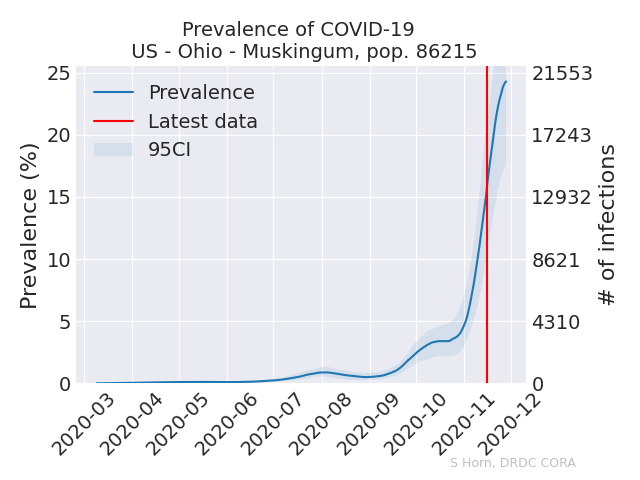 Prevalence of COVID-19
US - Ohio - Muskingum, pop. 86215
Prevalence
Latest data
95CI
Prevalence (%)
25
20
15
10
5
0
21553
17243
12932
8621
4310
0
# of infections
2020-03
2020-04
2020-05
2020-06
2020-07
2020-08
2020-09
2020-10
2020-11
2020-12
S Horn, DRDC CORA